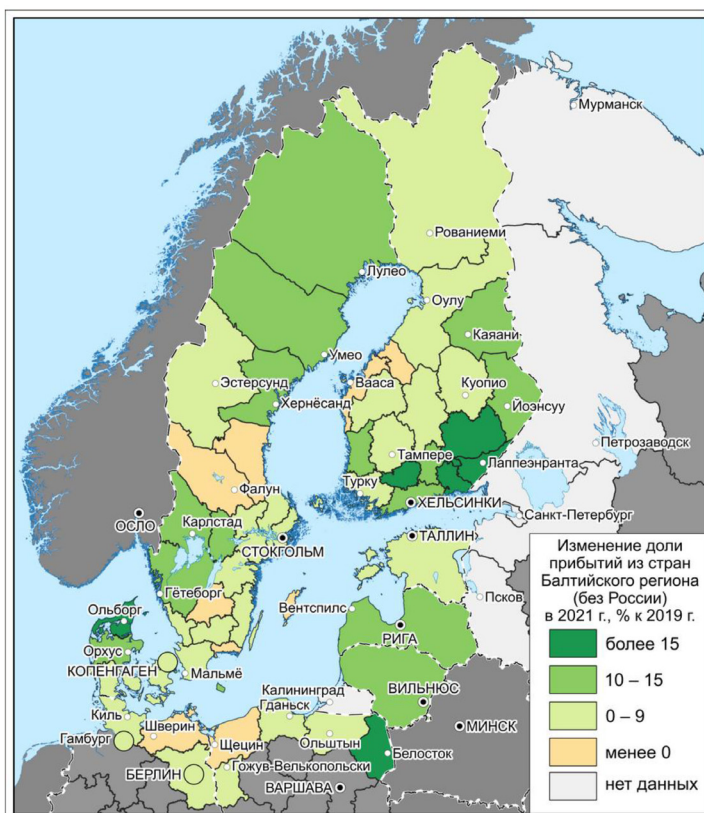 Мурманск
Рованиеми
Лулео
Оулу
Каяани
Умео
Эстерсунд
Вааса
Куопио
Хернёсанд
Йоэнсуу
Петрозаводск
Тампере
Лаппеэнранта
Фалун
Турку
ХЕЛЬСИНКИ
ОСЛО
Карлстад
Санкт-Петербург
СТОКГОЛЬМ
ТАЛЛИН
Гётеборг
Псков
Ольборг
Вентспилс
РИГА
Орхус
КОПЕНГАГЕН
Мальмё
Калининград
ВИЛЬНЮС
Киль
Гданьск
МИНСК
Гамбург
Шверин
Щецин
Ольштын
Белосток
БЕРЛИН
Гожув-Велькопольски
ВАРШАВА
Изменение доли
прибытий из стран
Балтийского региона
(без России)
в 2021 г., % к 2019 г.
более 15
10 – 15
0 – 9
менее 0
нет данных